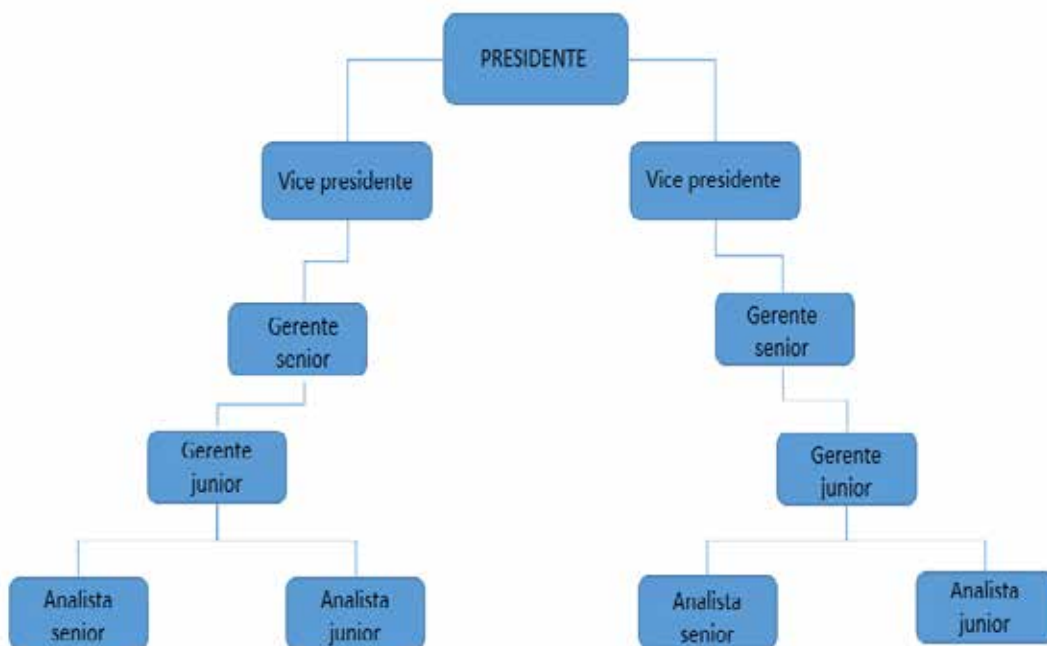 PRESIDENTE
Vice presidente
Vice presidente
Gerente
senior
Gerente
senior
Gerente
junior
Gerente
junior
Analista
senior
Analista
junior
Analista
senior
Analista
junior